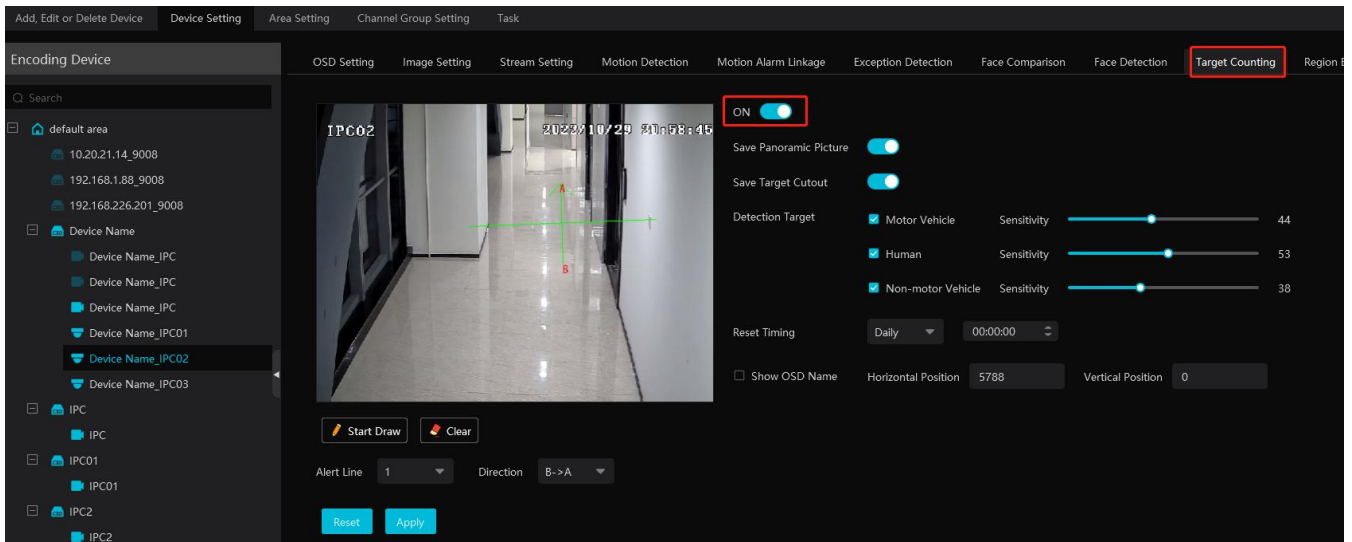 Add, Edit or Delete Device Device Setting Area Setting Channel Group Setting Task
Encoding Device
OSD Setting Image Setting Stream Setting Motion Detection Motion Alarm Linkage Exception Detection Face Comparison Face Detection Target Counting Region
Search
default area
10.20.21.14_9008
192.168.1.88_9008
192.168.226.201_9008
Device Name
Device Name_IPC
Device Name_IPC
Device Name_IPC
Device Name_IPC01
Device Name_IPC02
Device Name_IPC03
IPC
IPC
IPC01
IPC01
IPC2
IPC2
IPC02
A
B
Start Draw Clear
Alert Line 1 Direction B->A
Reset Apply
ON
Save Panoramic Picture
Save Target Cutout
Detection Target Motor Vehicle Sensitivity 44
Human Sensitivity 53
Non-motor Vehicle Sensitivity 38
Reset Timing Daily 00:00:00
Show OSD Name Horizontal Position 5788 Vertical Position 0